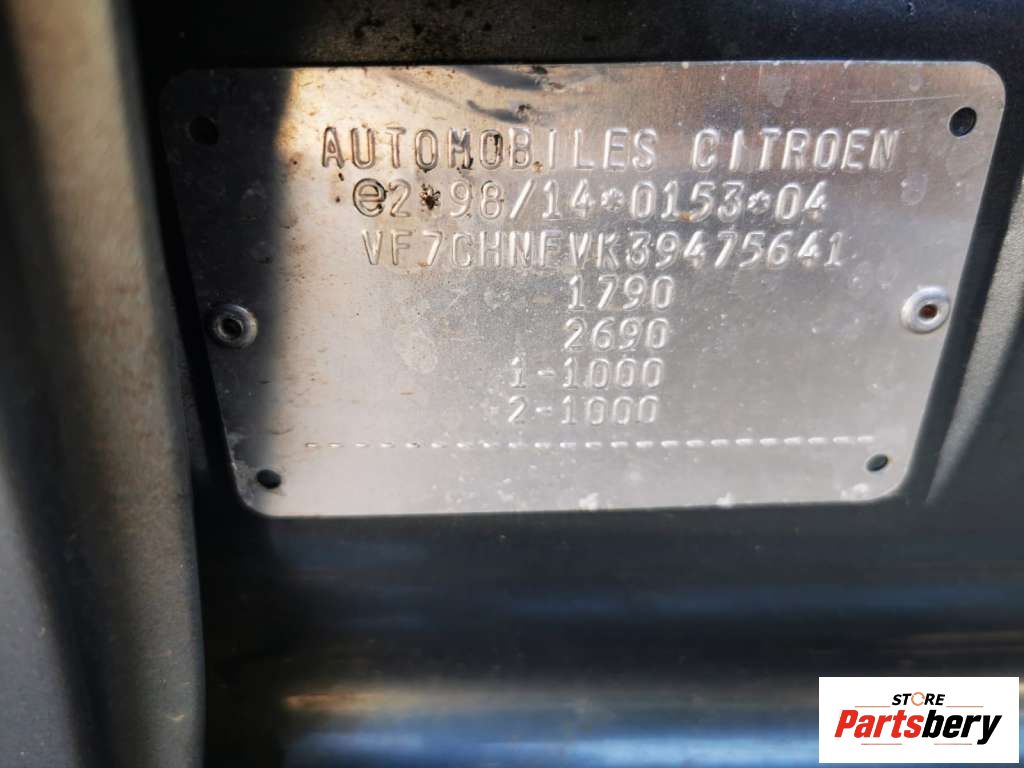 AUTOMOBILES CITROEN
e2*98/14*0153*04
VF7CHNFVK39475641
1790
2690
1-1000
2-1000
STORE
Partsbery